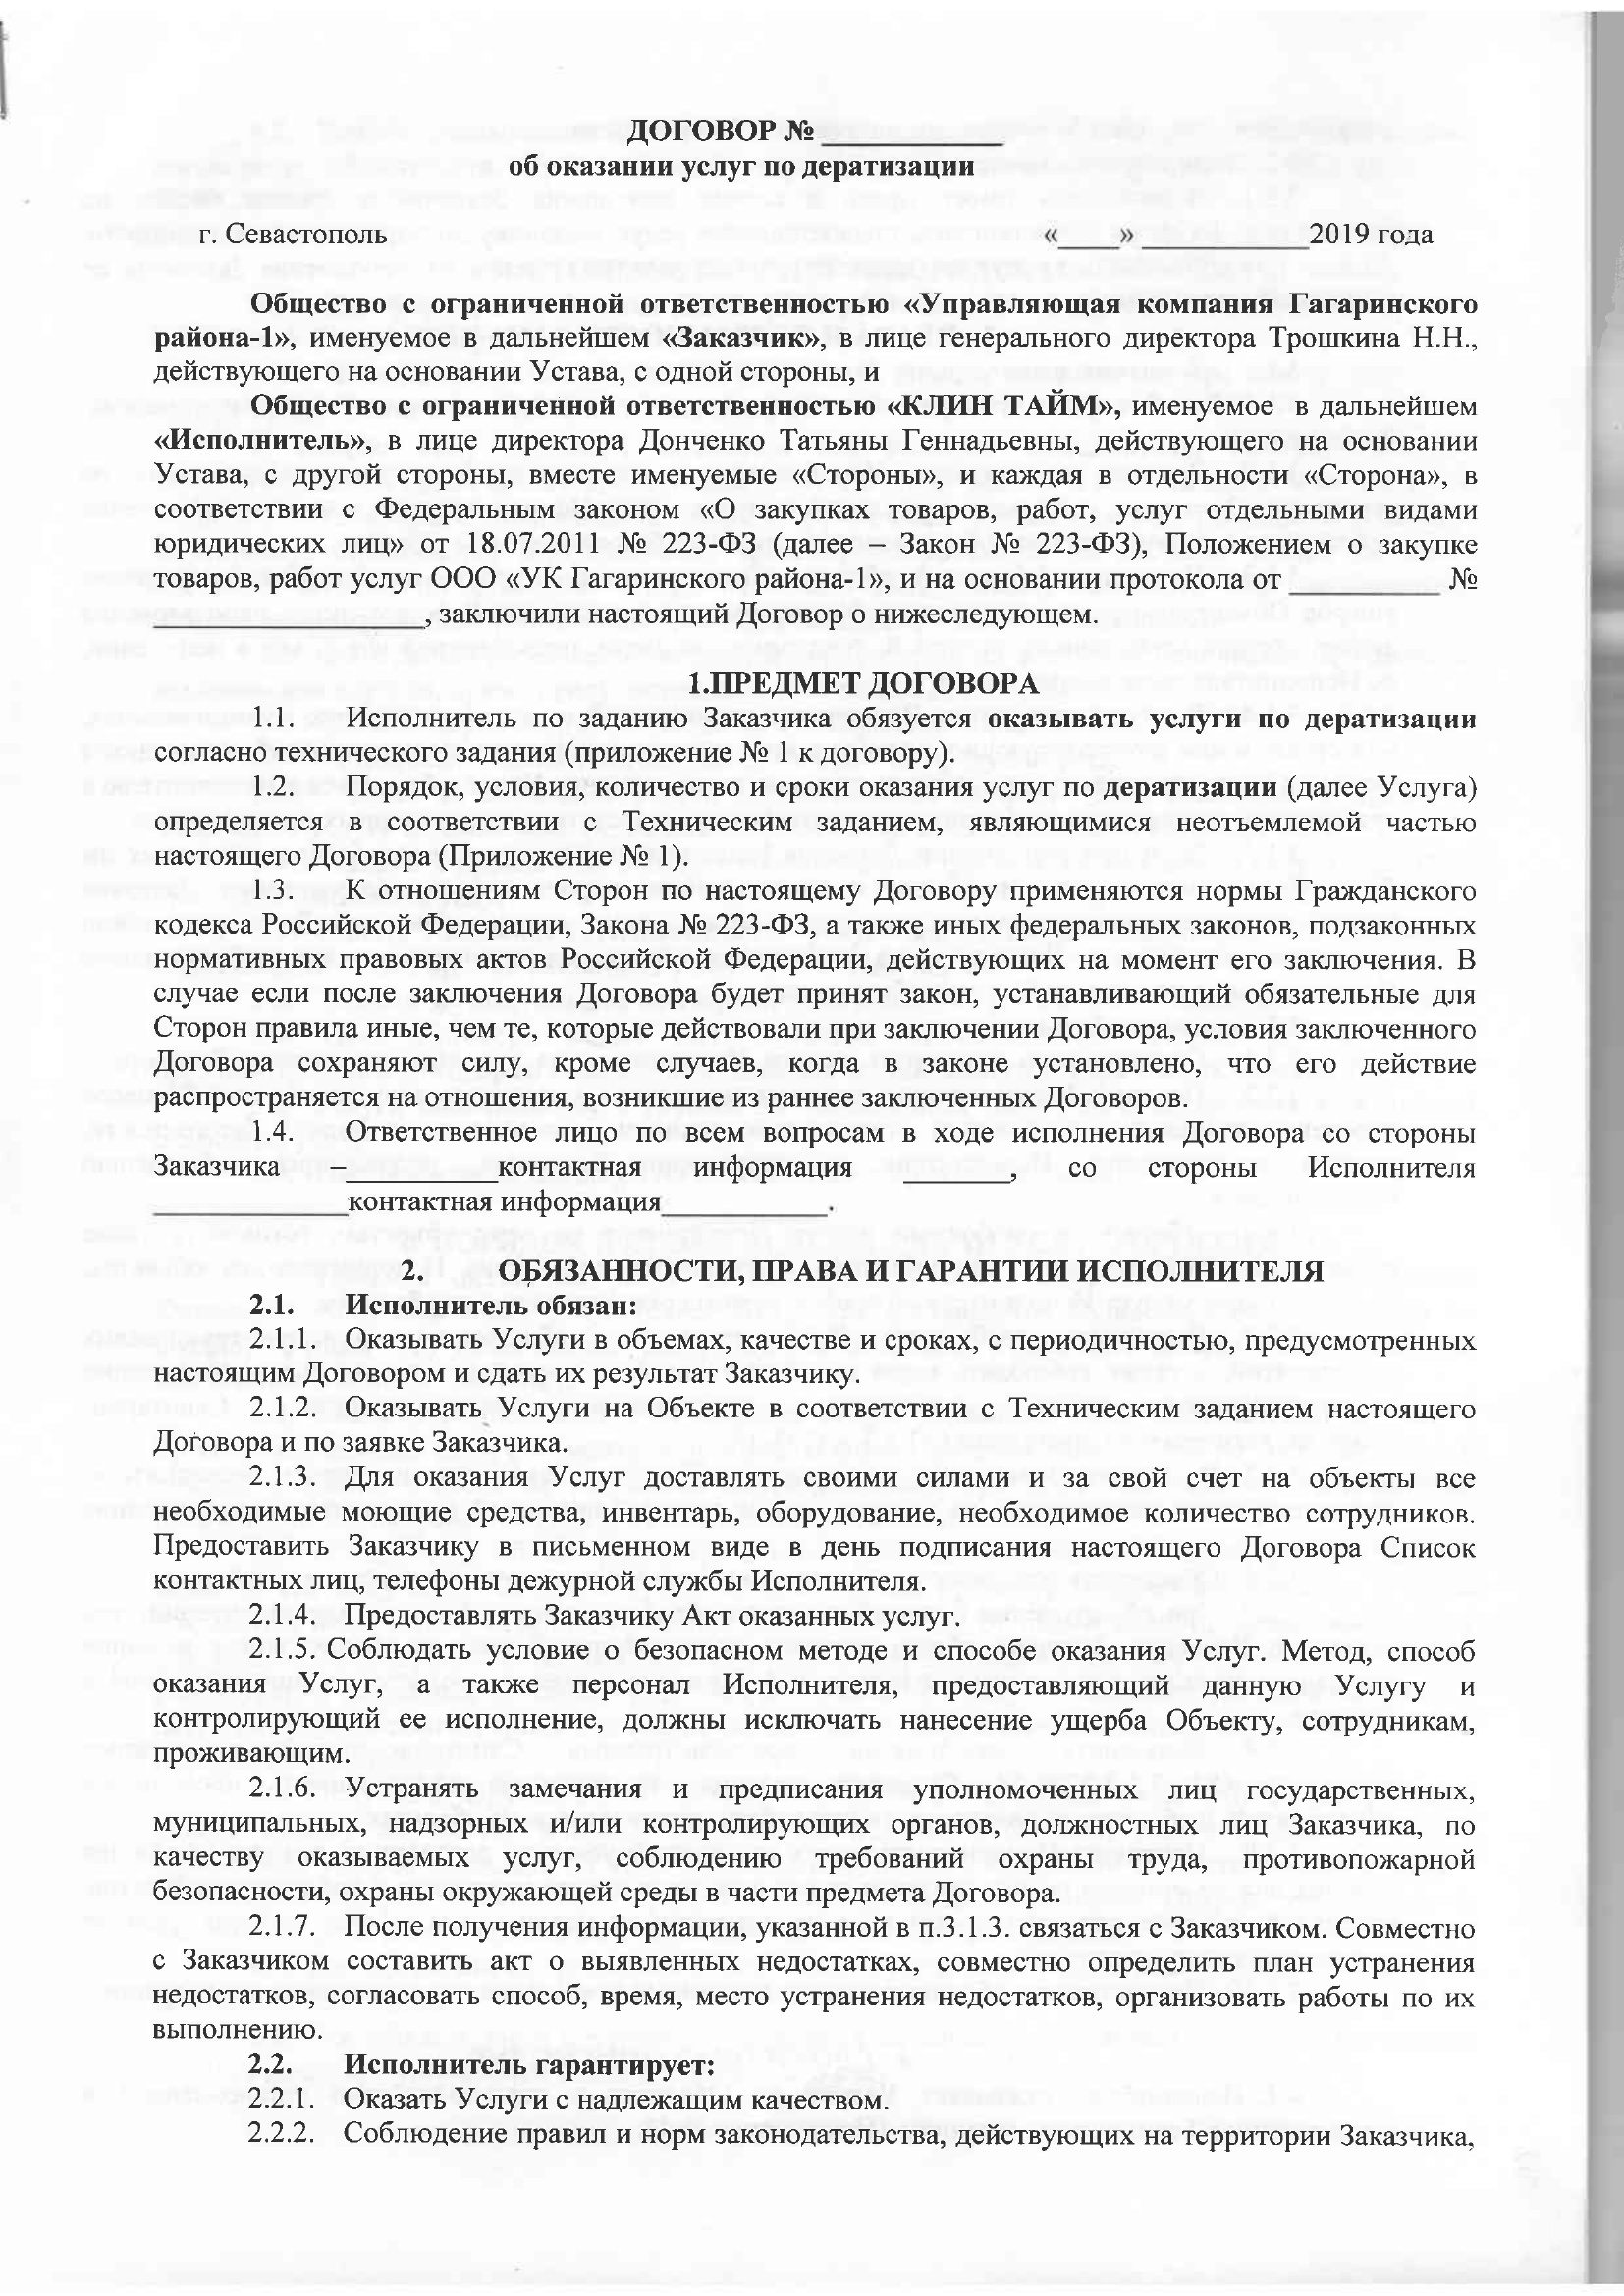 ДОГОВОР № ____________
об оказании услуг по дератизации
г. Севастополь «____» ___________2019 года
Общество с ограниченной ответственностью «Управляющая компания Гагаринского
района-1», именуемое в дальнейшем «Заказчик», в лице генерального директора Трошкина Н.Н.,
действующего на основании Устава, с одной стороны, и
Общество с ограниченной ответственностью «КЛИН ТАЙМ», именуемое в дальнейшем
«Исполнитель», в лице директора Донченко Татьяны Геннадьевны, действующего на основании
Устава, с другой стороны, вместе именуемые «Стороны», и каждая в отдельности «Сторона», в
соответствии с Федеральным законом «О закупках товаров, работ, услуг отдельными видами
юридических лиц» от 18.07.2011 № 223-ФЗ (далее – Закон № 223-ФЗ), Положением о закупке
товаров, работ услуг ООО «УК Гагаринского района-1», и на основании протокола от __________ №
__________________, заключили настоящий Договор о нижеследующем.
1.ПРЕДМЕТ ДОГОВОРА
1.1. Исполнитель по заданию Заказчика обязуется оказывать услуги по дератизации
согласно технического задания (приложение № 1 к договору).
1.2. Порядок, условия, количество и сроки оказания услуг по дератизации (далее Услуга)
определяется в соответствии с Техническим заданием, являющимися неотъемлемой частью
настоящего Договора (Приложение № 1).
1.3. К отношениям Сторон по настоящему Договору применяются нормы Гражданского
кодекса Российской Федерации, Закона № 223-ФЗ, а также иных федеральных законов, подзаконных
нормативных правовых актов Российской Федерации, действующих на момент его заключения. В
случае если после заключения Договора будет принят закон, устанавливающий обязательные для
Сторон правила иные, чем те, которые действовали при заключении Договора, условия заключенного
Договора сохраняют силу, кроме случаев, когда в законе установлено, что его действие
распространяется на отношения, возникшие из раннее заключенных Договоров.
1.4. Ответственное лицо по всем вопросам в ходе исполнения Договора со стороны
Заказчика – __________контактная информация _______, со стороны Исполнителя
_____________контактная информация___________.
2. ОБЯЗАННОСТИ, ПРАВА И ГАРАНТИИ ИСПОЛНИТЕЛЯ
2.1. Исполнитель обязан:
2.1.1. Оказывать Услуги в объемах, качестве и сроках, с периодичностью, предусмотренных
настоящим Договором и сдать их результат Заказчику.
2.1.2. Оказывать Услуги на Объекте в соответствии с Техническим заданием настоящего
Договора и по заявке Заказчика.
2.1.3. Для оказания Услуг доставлять своими силами и за свой счет на объекты все
необходимые моющие средства, инвентарь, оборудование, необходимое количество сотрудников.
Предоставить Заказчику в письменном виде в день подписания настоящего Договора Список
контактных лиц, телефоны дежурной службы Исполнителя.
2.1.4. Предоставлять Заказчику Акт оказанных услуг.
2.1.5. Соблюдать условие о безопасном методе и способе оказания Услуг. Метод, способ
оказания Услуг, а также персонал Исполнителя, предоставляющий данную Услугу и
контролирующий ее исполнение, должны исключать нанесение ущерба Объекту, сотрудникам,
проживающим.
2.1.6. Устранять замечания и предписания уполномоченных лиц государственных,
муниципальных, надзорных и/или контролирующих органов, должностных лиц Заказчика, по
качеству оказываемых услуг, соблюдению требований охраны труда, противопожарной
безопасности, охраны окружающей среды в части предмета Договора.
2.1.7. После получения информации, указанной в п.3.1.3. связаться с Заказчиком. Совместно
с Заказчиком составить акт о выявленных недостатках, совместно определить план устранения
недостатков, согласовать способ, время, место устранения недостатков, организовать работы по их
выполнению.
2.2. Исполнитель гарантирует:
2.2.1. Оказать Услуги с надлежащим качеством.
2.2.2. Соблюдение правил и норм законодательства, действующих на территории Заказчика,